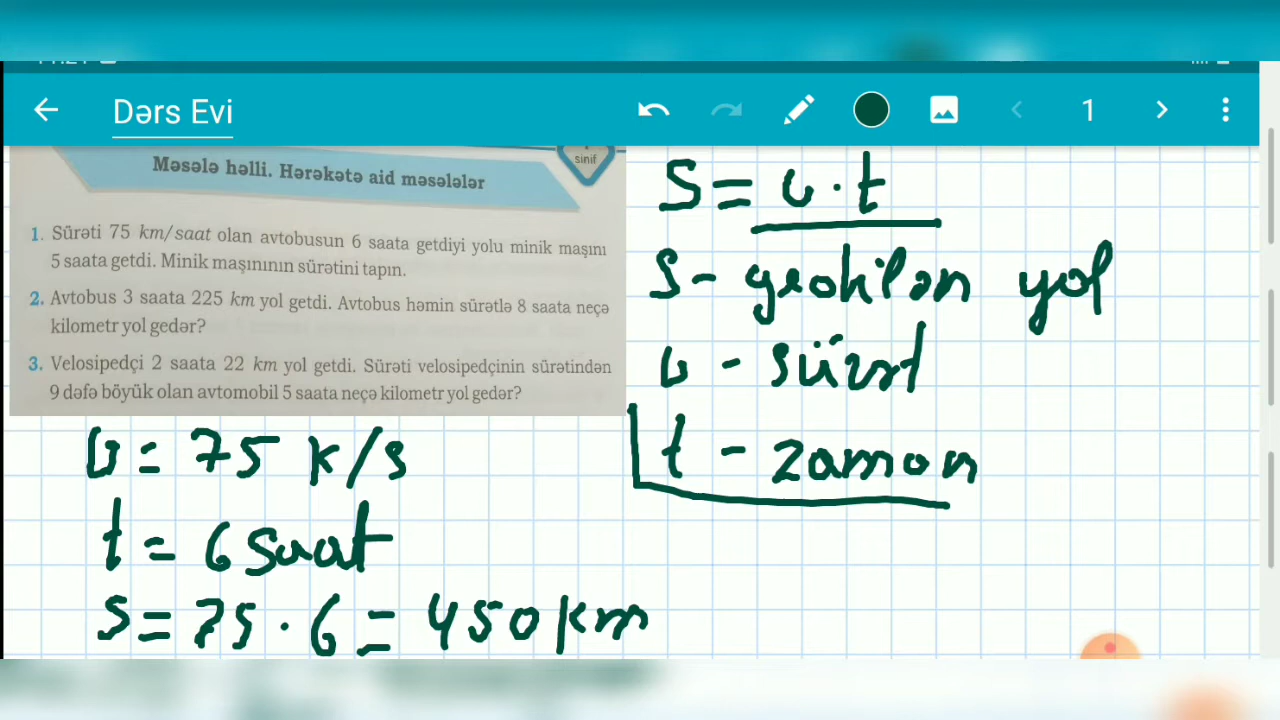 Dərs Evi
1
sinif
Məsələ həlli. Hərəkətə aid məsələlər
1. Sürəti 75 km/saat olan avtobusun 6 saata getdiyi yolu minik maşını
5 saata getdi. Minik maşınının sürətini tapın.
2. Avtobus 3 saata 225 km yol getdi. Avtobus həmin sürətlə 8 saata neçə
kilometr yol gedər?
3. Velosipedçi 2 saata 22 km yol getdi. Sürəti velosipedçinin sürətindən
9 dəfə böyük olan avtomobil 5 saata neçə kilometr yol gedər?
S = v · t
S - gedilən yol
v - sürət
t - zaman
v = 75 k/s
t = 6 saat
S = 75 · 6 = 450 km